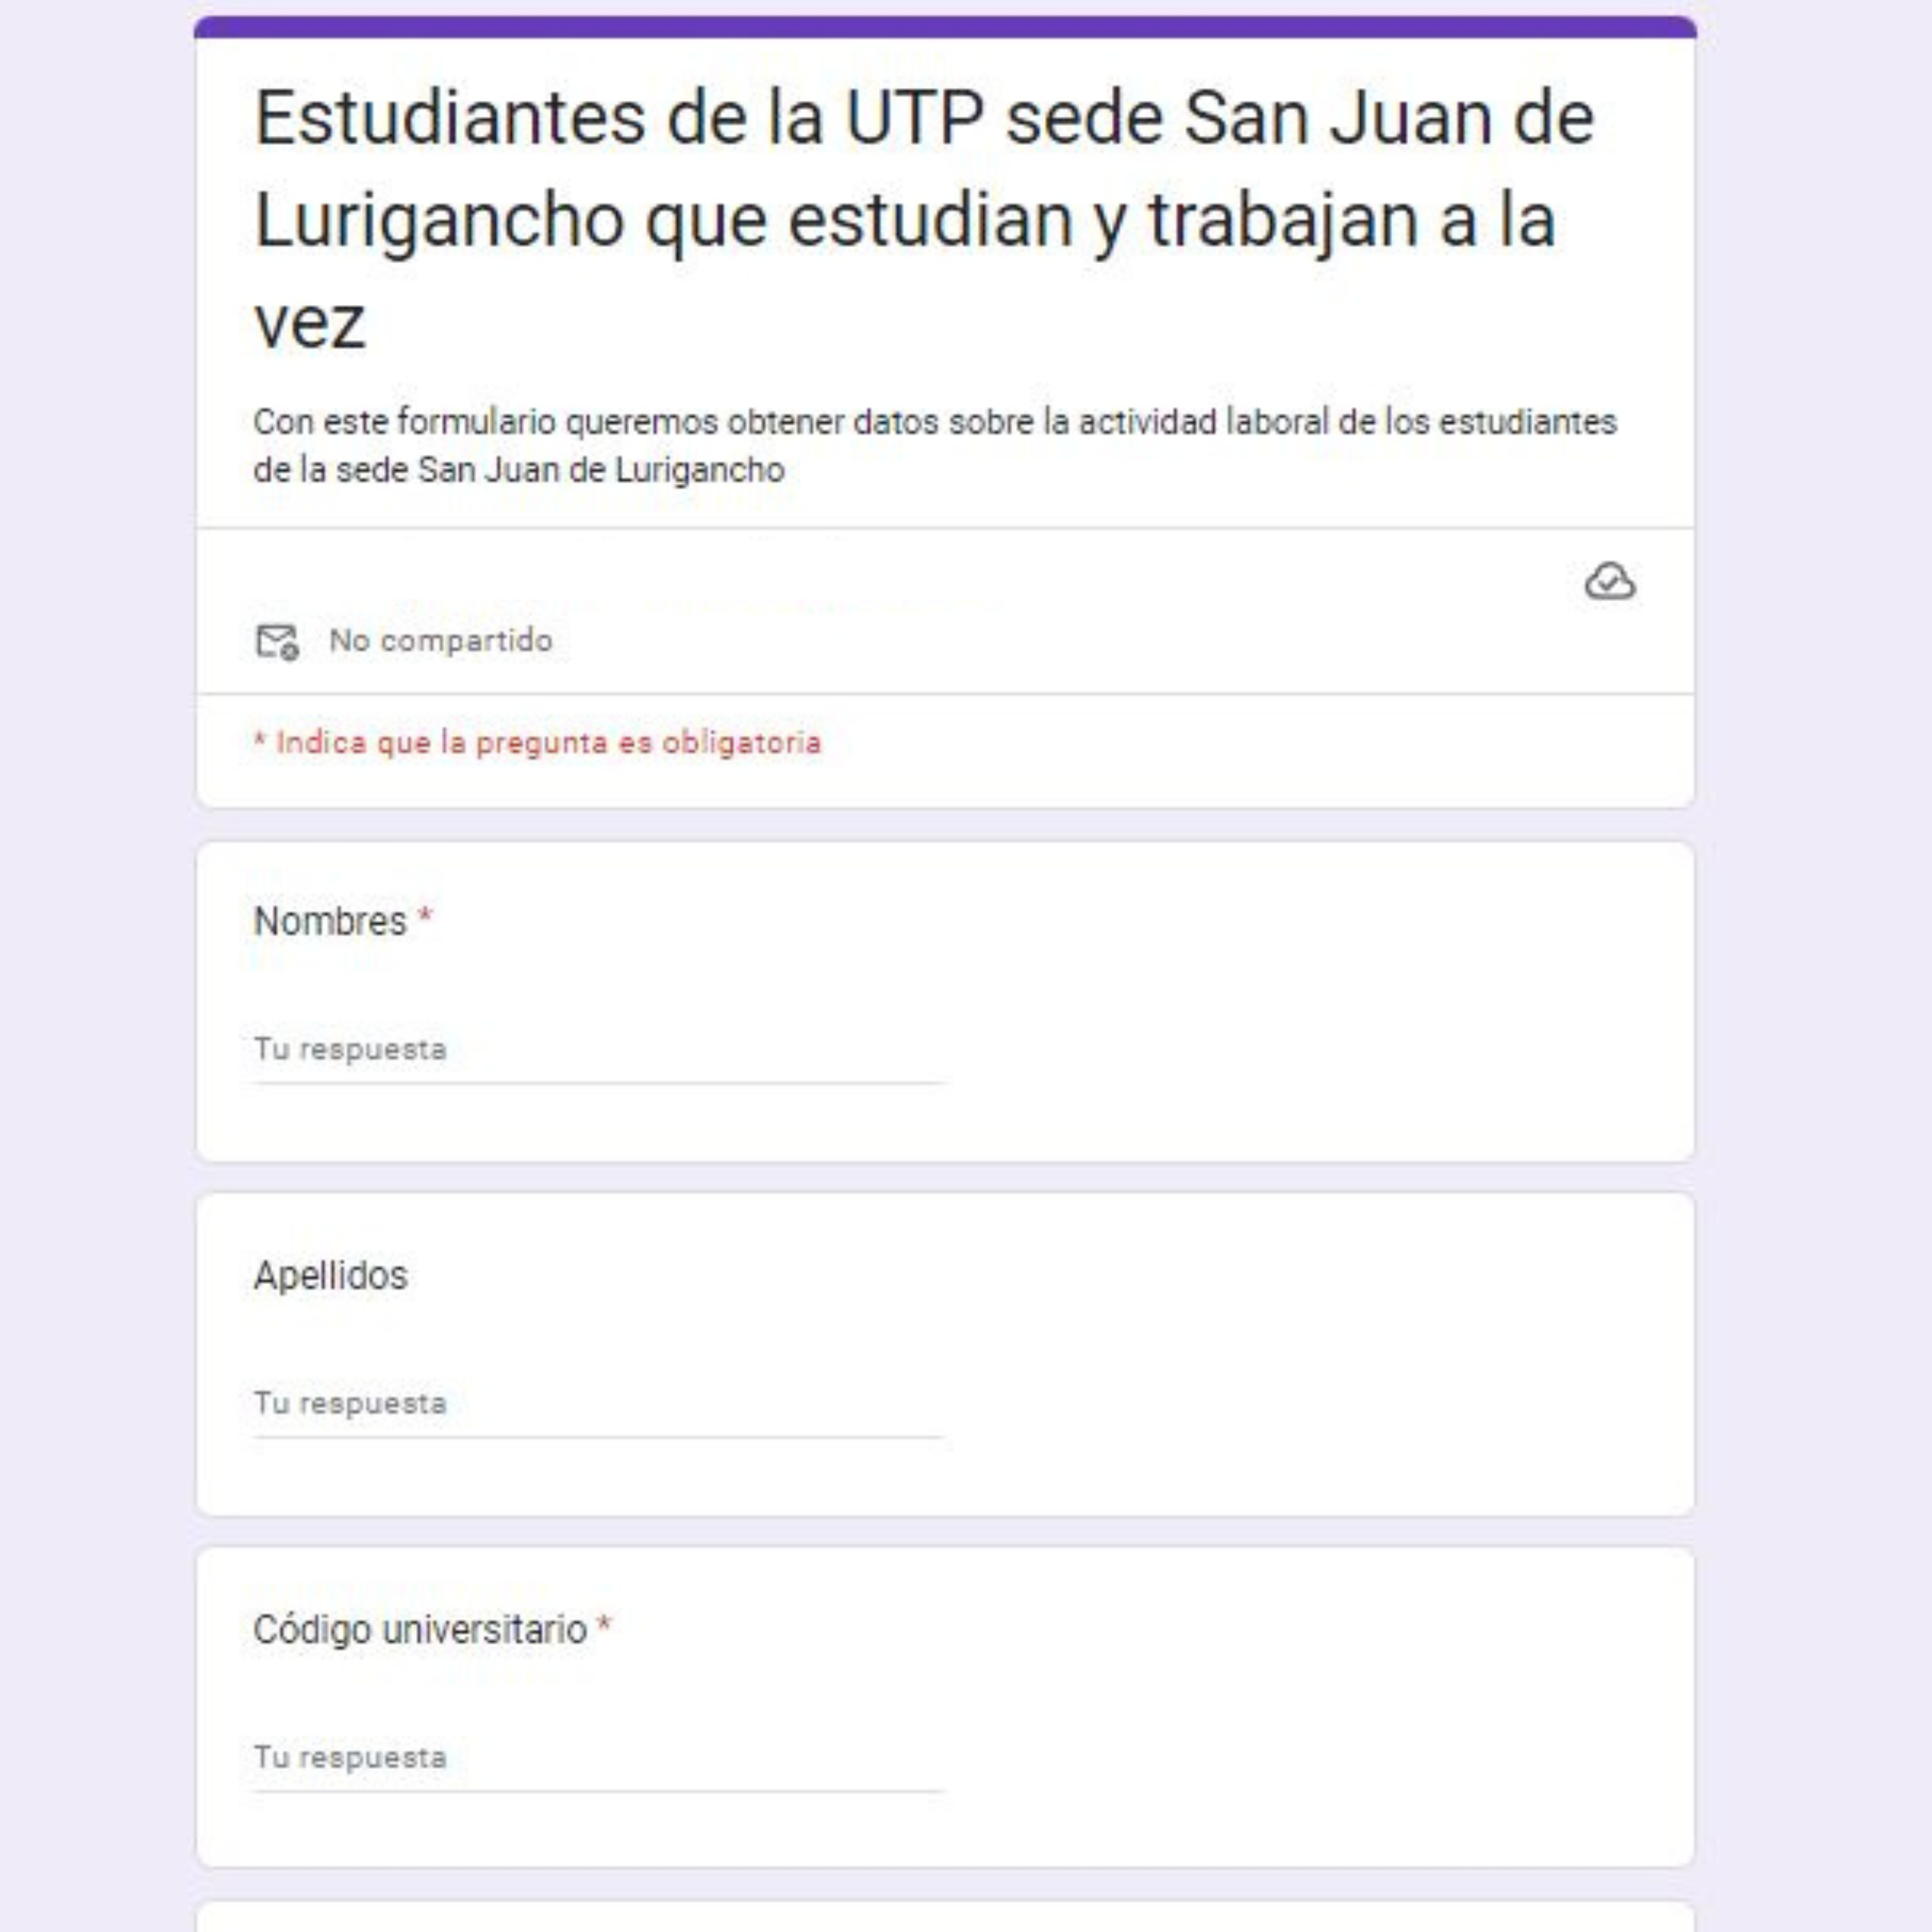 Estudiantes de la UTP sede San Juan de
Lurigancho que estudian y trabajan a la
vez
Con este formulario queremos obtener datos sobre la actividad laboral de los estudiantes
de la sede San Juan de Lurigancho
No compartido
* Indica que la pregunta es obligatoria
Nombres *
Tu respuesta
Apellidos
Tu respuesta
Código universitario *
Tu respuesta